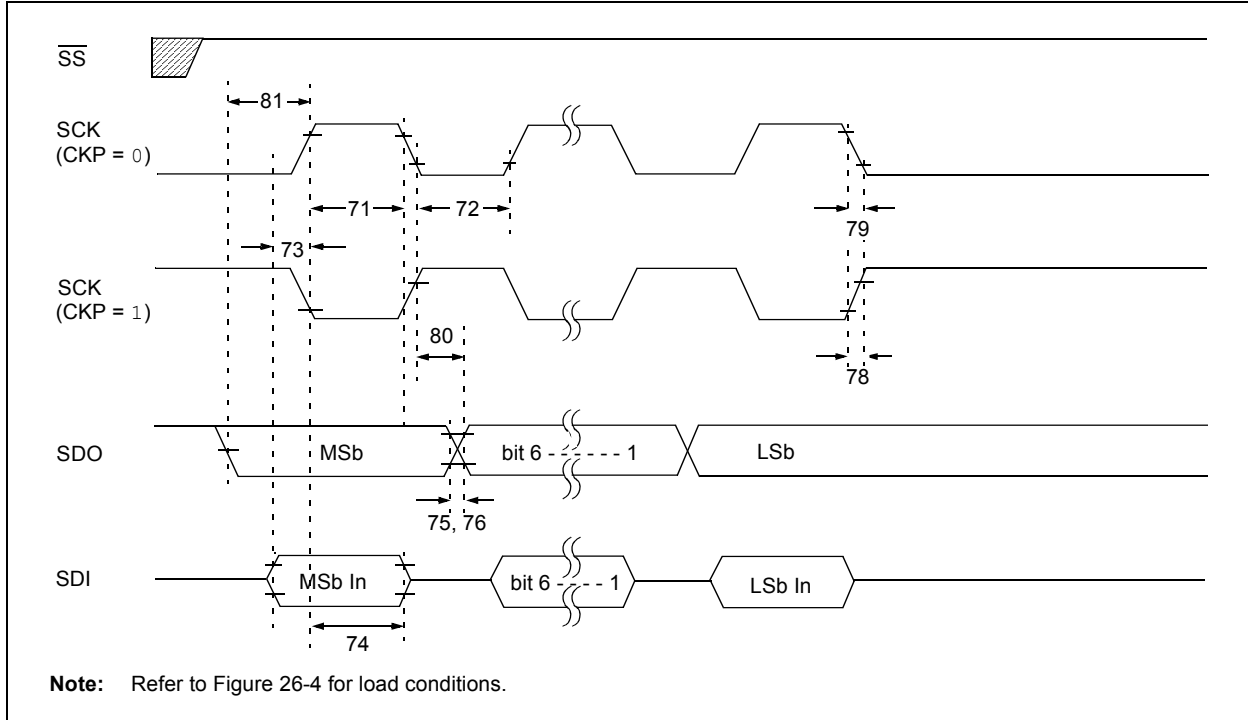 SS
81
SCK
(CKP = 0)
71
72
79
73
SCK
(CKP = 1)
80
78
SDO
MSb
bit 6 - - - - - - 1
LSb
75, 76
SDI
MSb In
bit 6 - - - - - 1
LSb In
74
Note: Refer to Figure 26-4 for load conditions.